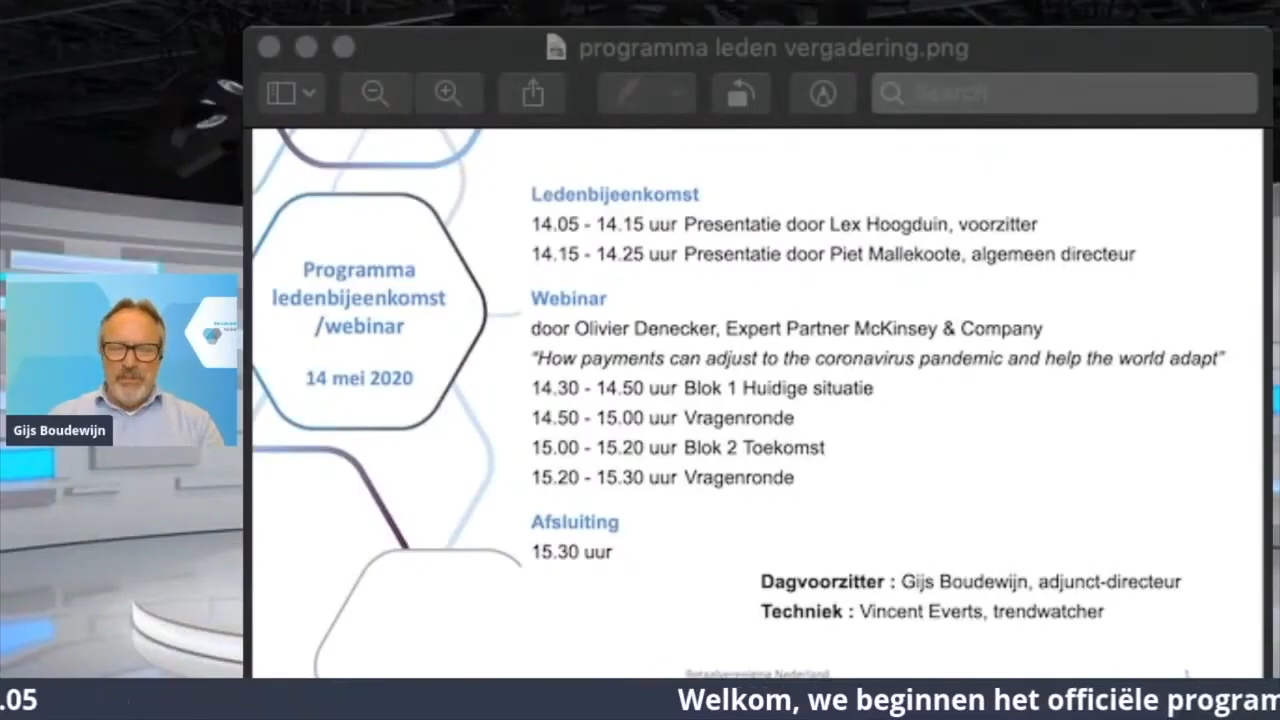 programma leden vergadering.png
Search
Ledenbijeenkomst
14.05 - 14.15 uur Presentatie door Lex Hoogduin, voorzitter
14.15 - 14.25 uur Presentatie door Piet Mallekoote, algemeen directeur
Programma
ledenbijeenkomst
/webinar
14 mei 2020
Webinar
door Olivier Denecker, Expert Partner McKinsey & Company
“How payments can adjust to the coronavirus pandemic and help the world adapt”
14.30 - 14.50 uur Blok 1 Huidige situatie
14.50 - 15.00 uur Vragenronde
15.00 - 15.20 uur Blok 2 Toekomst
15.20 - 15.30 uur Vragenronde
Gijs Boudewijn
Afsluiting
15.30 uur
Dagvoorzitter : Gijs Boudewijn, adjunct-directeur
Techniek : Vincent Everts, trendwatcher
Betaalvereniging Nederland
1
.05 Welkom, we beginnen het officiële program